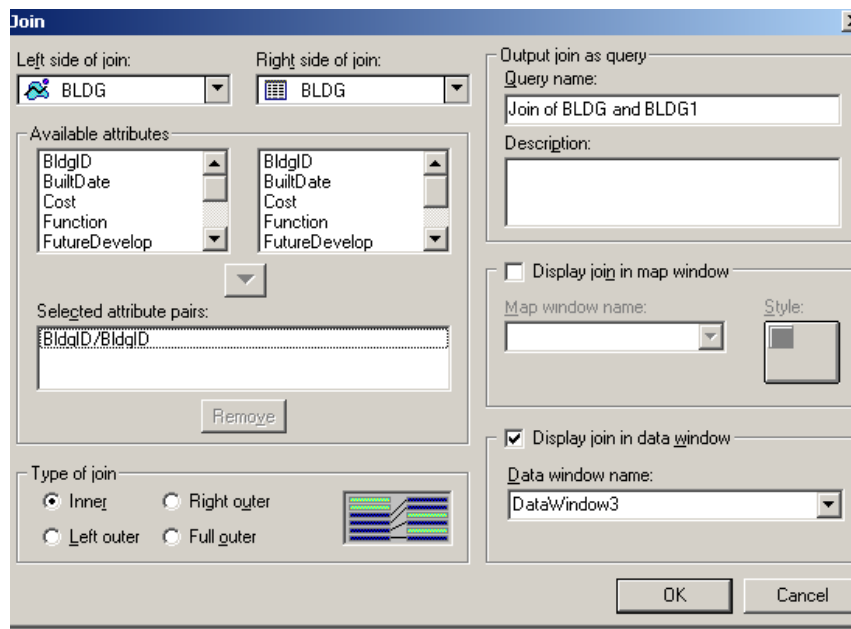 Join
Left side of join:
BLDG
Right side of join:
BLDG
Available attributes
BldgID
BuiltDate
Cost
Function
FutureDevelop
BldgID
BuiltDate
Cost
Function
FutureDevelop
Selected attribute pairs:
BldgID/BldgID
Remove
Type of join
Inner
Right outer
Left outer
Full outer
Output join as query
Query name:
Join of BLDG and BLDG1
Description:
Display join in map window
Map window name:
Style:
Display join in data window
Data window name:
DataWindow3
OK
Cancel